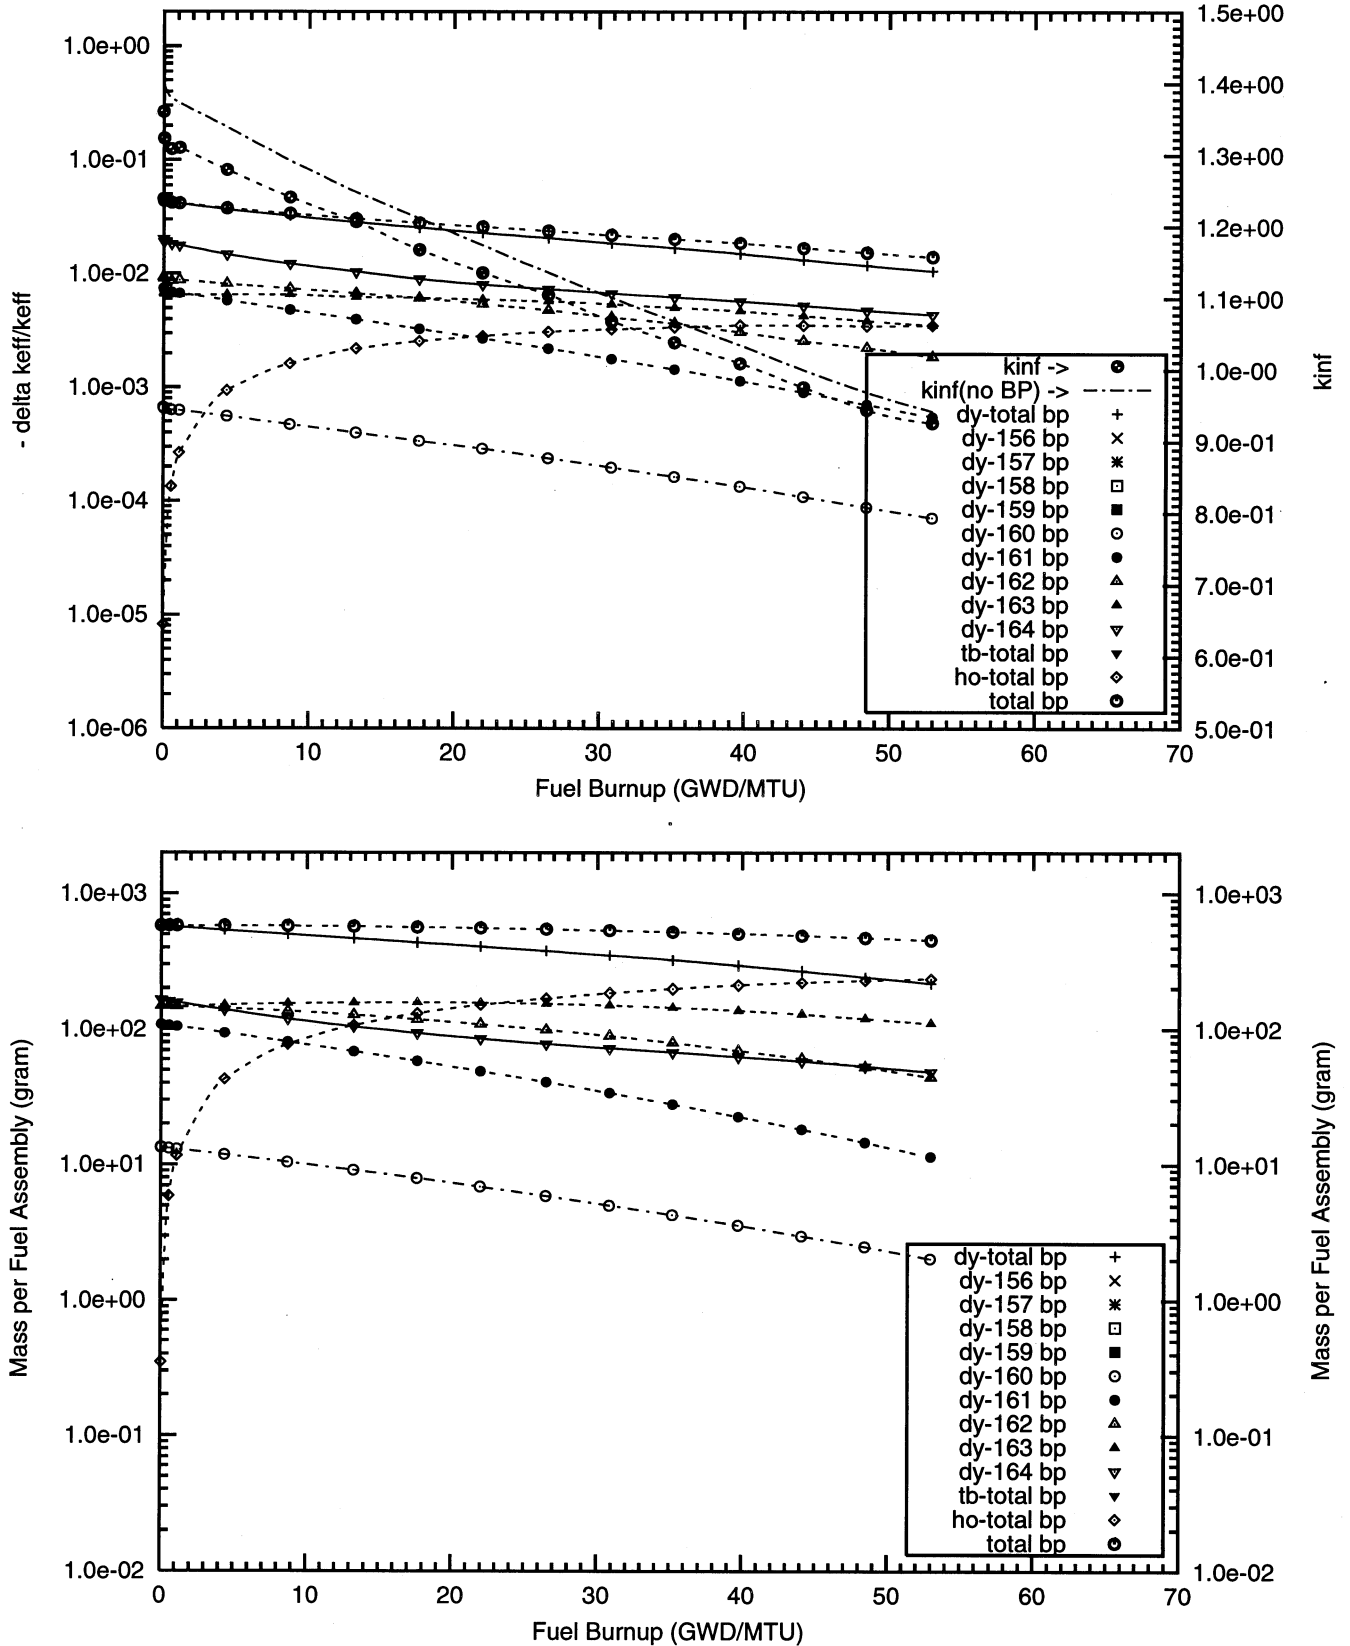 1.0e+00
1.0e-01
1.0e-02
1.0e-03
1.0e-04
1.0e-05
1.0e-06
- delta keff/keff
1.5e+00
1.4e+00
1.3e+00
1.2e+00
1.1e+00
1.0e-00
9.0e-01
8.0e-01
7.0e-01
6.0e-01
5.0e-01
kinf
kinf ->
kinf(no BP) ->
dy-total bp
dy-156 bp
dy-157 bp
dy-158 bp
dy-159 bp
dy-160 bp
dy-161 bp
dy-162 bp
dy-163 bp
dy-164 bp
tb-total bp
ho-total bp
total bp
0 10 20 30 40 50 60 70
Fuel Burnup (GWD/MTU)
1.0e+03
1.0e+02
1.0e+01
1.0e+00
1.0e-01
1.0e-02
Mass per Fuel Assembly (gram)
1.0e+03
1.0e+02
1.0e+01
1.0e+00
1.0e-01
1.0e-02
Mass per Fuel Assembly (gram)
dy-total bp
dy-156 bp
dy-157 bp
dy-158 bp
dy-159 bp
dy-160 bp
dy-161 bp
dy-162 bp
dy-163 bp
dy-164 bp
tb-total bp
ho-total bp
total bp
0 10 20 30 40 50 60 70
Fuel Burnup (GWD/MTU)